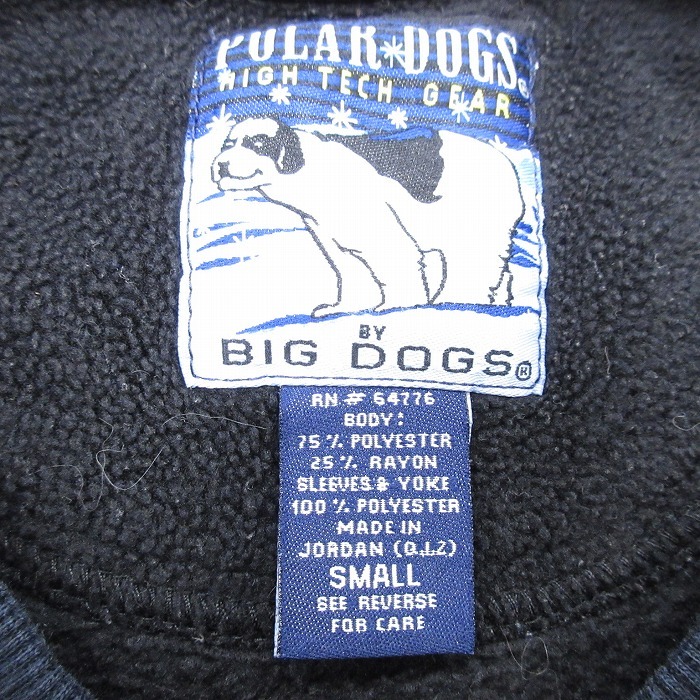 POLAR DOGS®
HIGH TECH GEAR
BY
BIG DOGS®
RN # 64776
BODY:
75% POLYESTER
25% RAYON
SLEEVES & YOKE
100% POLYESTER
MADE IN
JORDAN (Q.I.Z)
SMALL
SEE REVERSE
FOR CARE